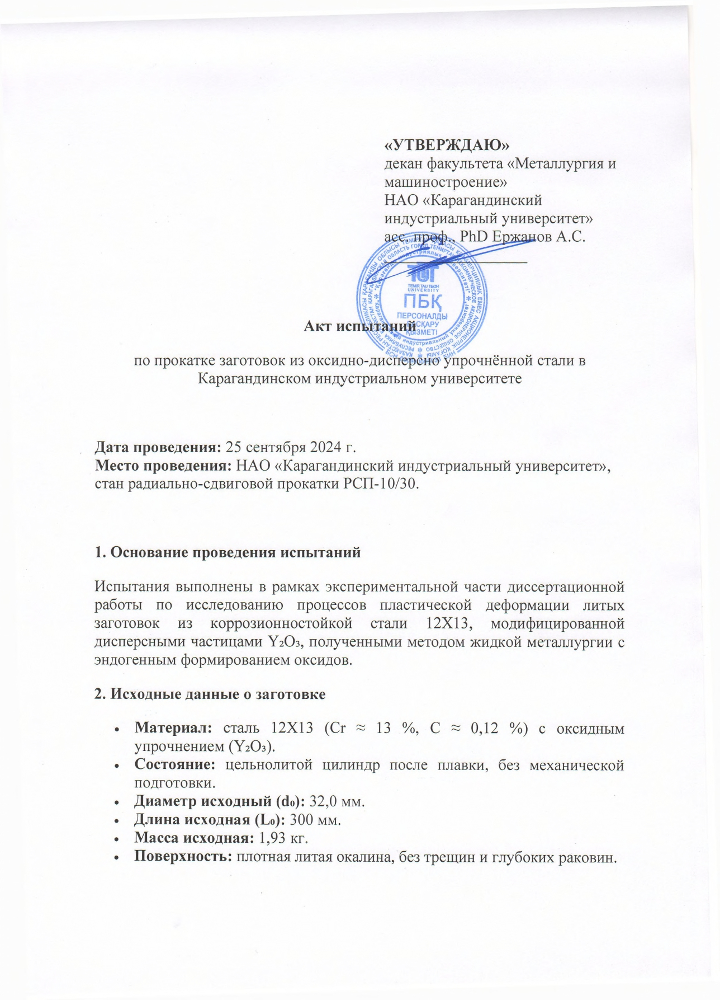 «УТВЕРЖДАЮ»
декан факультета «Металлургия и
машиностроение»
НАО «Карагандинский
индустриальный университет»
асс. проф., PhD Ержанов А.С.
TEMIR TAU TECH
UNIVERSITY
ПБҚ
ПЕРСОНАЛДЫ
БАСҚАРУ
ҚЫЗМЕТІ
Акт испытаний
по прокатке заготовок из оксидно-дисперсно упрочнённой стали в
Карагандинском индустриальном университете
Дата проведения: 25 сентября 2024 г.
Место проведения: НАО «Карагандинский индустриальный университет»,
стан радиально-сдвиговой прокатки РСП-10/30.
1. Основание проведения испытаний
Испытания выполнены в рамках экспериментальной части диссертационной
работы по исследованию процессов пластической деформации литых
заготовок из коррозионностойкой стали 12Х13, модифицированной
дисперсными частицами Y₂O₃, полученными методом жидкой металлургии с
эндогенным формированием оксидов.
2. Исходные данные о заготовке
• Материал: сталь 12Х13 (Cr ≈ 13 %, C ≈ 0,12 %) с оксидным
упрочнением (Y₂O₃).
• Состояние: цельнолитой цилиндр после плавки, без механической
подготовки.
• Диаметр исходный (d₀): 32,0 мм.
• Длина исходная (L₀): 300 мм.
• Масса исходная: 1,93 кг.
• Поверхность: плотная литая окалина, без трещин и глубоких раковин.